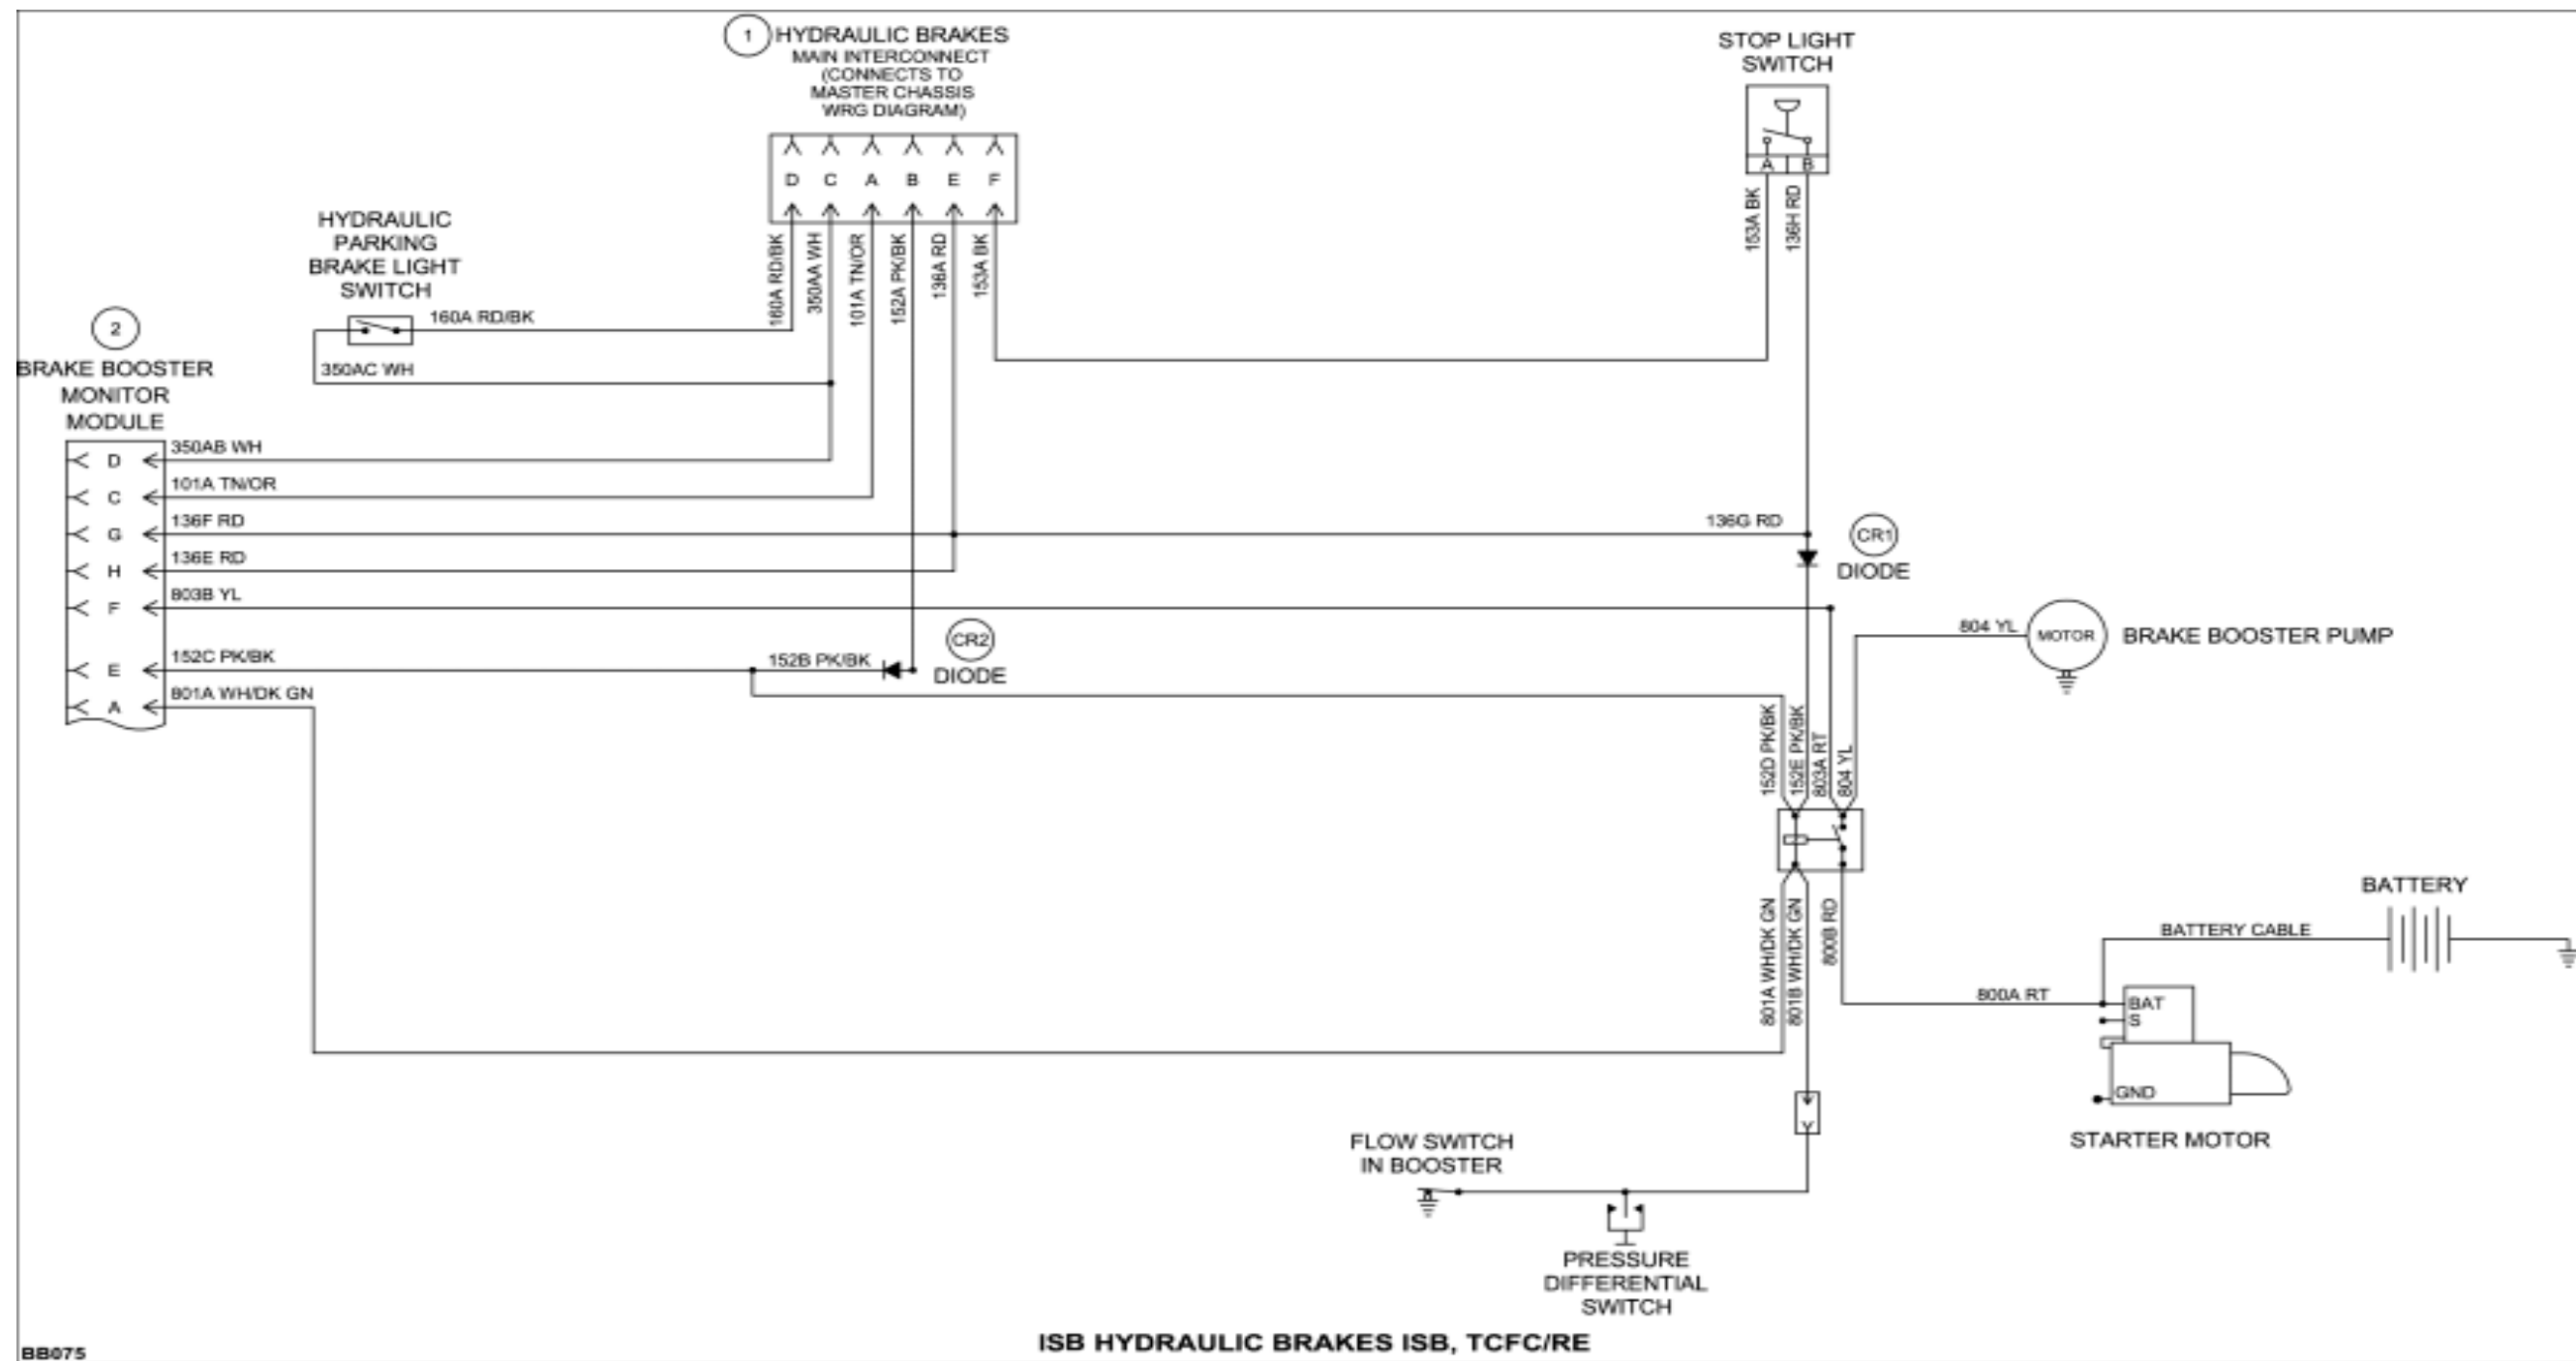 1
HYDRAULIC BRAKES
MAIN INTERCONNECT
(CONNECTS TO
MASTER CHASSIS
WRG DIAGRAM)
D C A B E F
160A RD/BK
350AA WH
101A TN/OR
152A PK/BK
136A RD
153A BK
STOP LIGHT
SWITCH
A B
153A BK
136H RD
HYDRAULIC
PARKING
BRAKE LIGHT
SWITCH
160A RD/BK
350AC WH
2
BRAKE BOOSTER
MONITOR
MODULE
D
350AB WH
C
101A TN/OR
G
136F RD
H
136E RD
F
803B YL
E
152C PK/BK
A
801A WH/DK GN
136G RD
CR1
DIODE
152B PK/BK
CR2
DIODE
804 YL
MOTOR
BRAKE BOOSTER PUMP
152D PK/BK
152E PK/BK
803A RT
804 YL
801A WH/DK GN
801B WH/DK GN
800B RD
BATTERY
BATTERY CABLE
800A RT
BAT
S
GND
STARTER MOTOR
FLOW SWITCH
IN BOOSTER
PRESSURE
DIFFERENTIAL
SWITCH
ISB HYDRAULIC BRAKES ISB, TCFC/RE
BB075